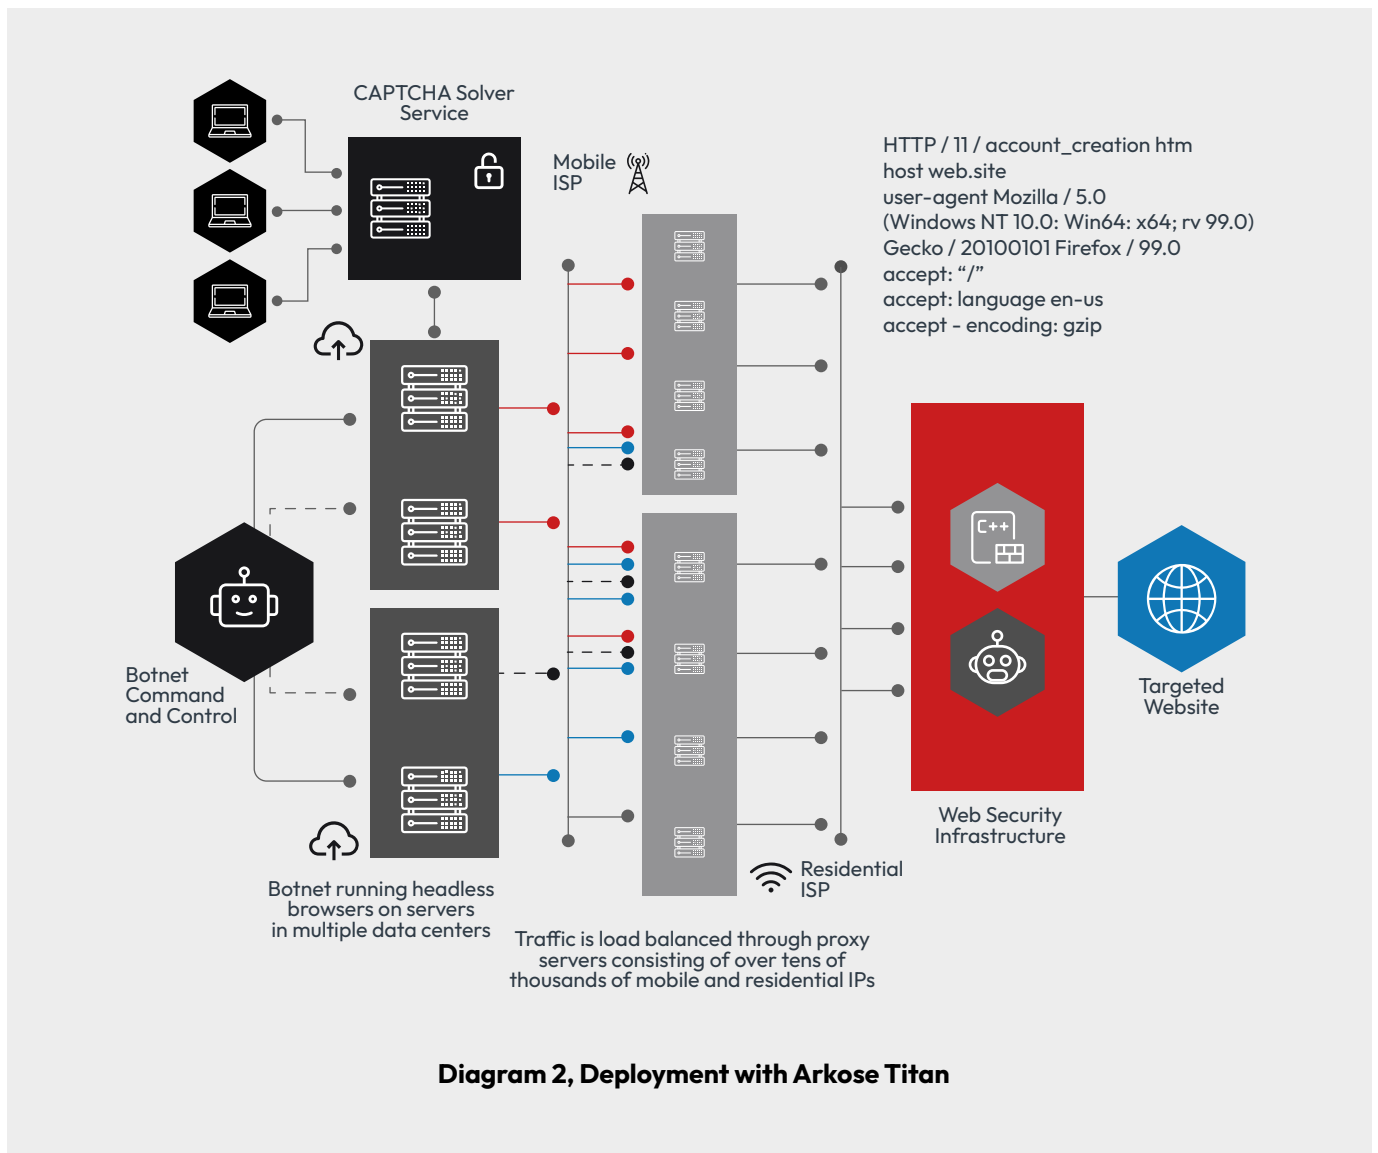 CAPTCHA Solver
Service
Mobile
ISP
HTTP / 11 / account_creation htm
host web.site
user-agent Mozilla / 5.0
(Windows NT 10.0: Win64: x64; rv 99.0)
Gecko / 20100101 Firefox / 99.0
accept: “/”
accept: language en-us
accept - encoding: gzip
C++
Botnet
Command
and Control
Targeted
Website
Web Security
Infrastructure
Residential
ISP
Botnet running headless
browsers on servers
in multiple data centers
Traffic is load balanced through proxy
servers consisting of over tens of
thousands of mobile and residential IPs
Diagram 2, Deployment with Arkose Titan